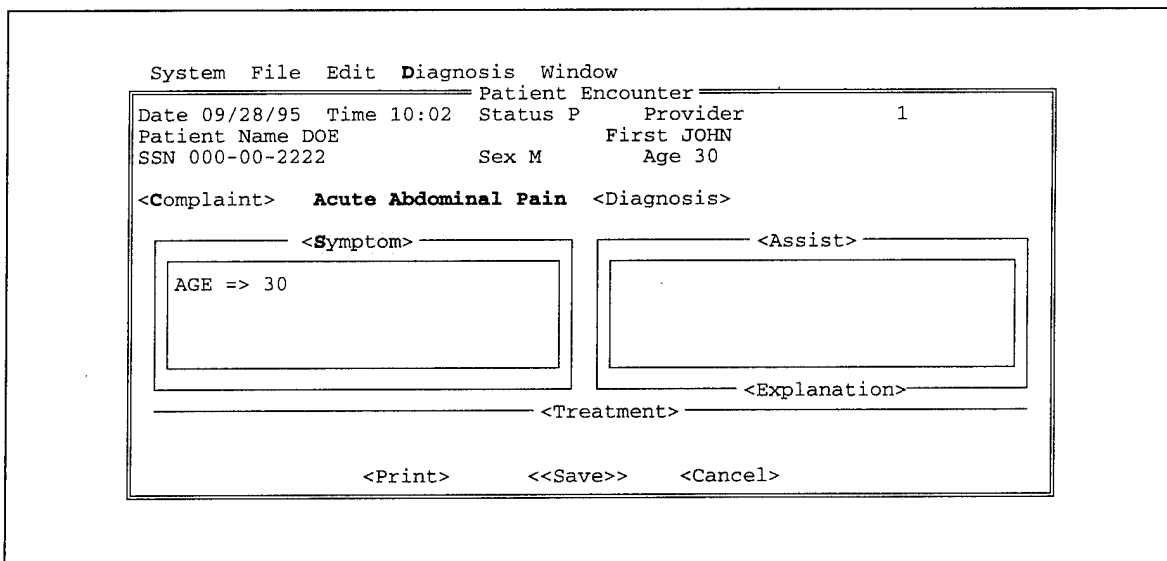 System File Edit Diagnosis Window
Patient Encounter
Date 09/28/95 Time 10:02 Status P Provider 1
Patient Name DOE First JOHN
SSN 000-00-2222 Sex M Age 30
<Complaint> Acute Abdominal Pain <Diagnosis>
<Symptom> <Assist>
AGE => 30
<Explanation>
<Treatment>
<Print> <<Save>> <Cancel>